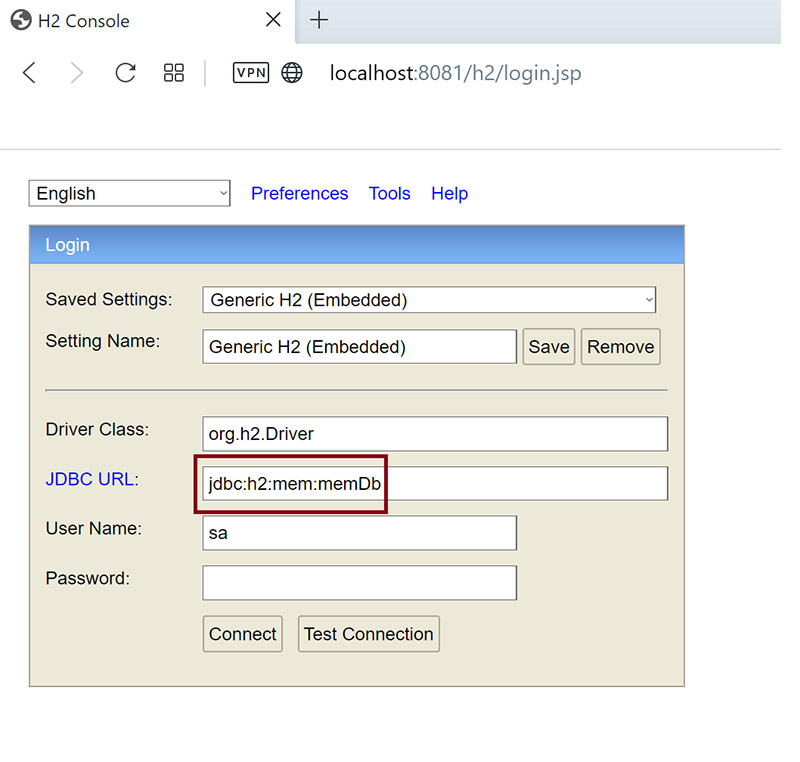 H2 Console
VPN localhost:8081/h2/login.jsp
English Preferences Tools Help
Login
Saved Settings: Generic H2 (Embedded)
Setting Name: Generic H2 (Embedded) Save Remove
Driver Class: org.h2.Driver
JDBC URL: jdbc:h2:mem:memDb
User Name: sa
Password:
Connect Test Connection